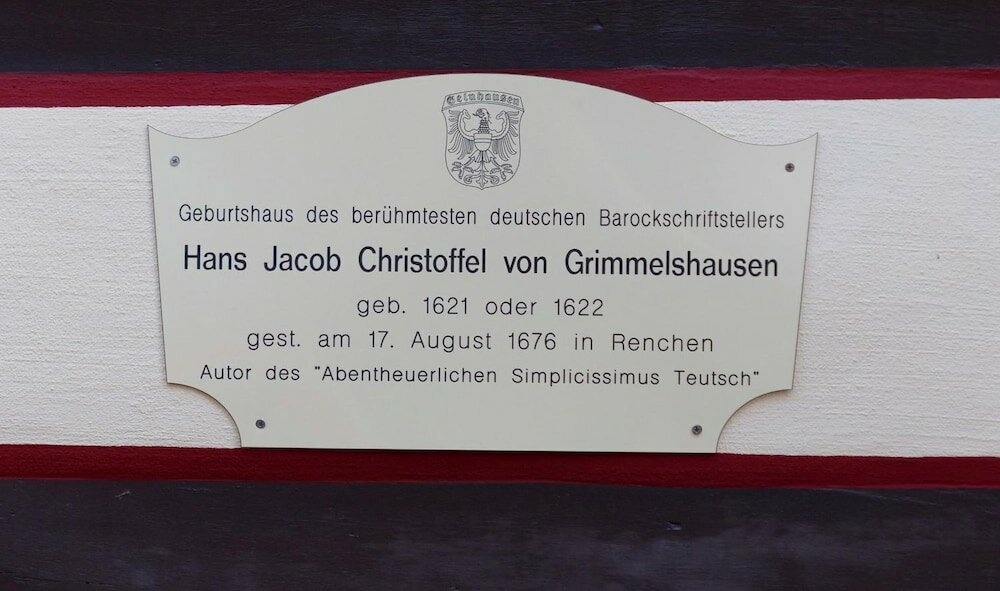 Gelnhausen
Geburtshaus des berühmtesten deutschen Barockschriftstellers
Hans Jacob Christoffel von Grimmelshausen
geb. 1621 oder 1622
gest. am 17. August 1676 in Renchen
Autor des "Abentheuerlichen Simplicissimus Teutsch"